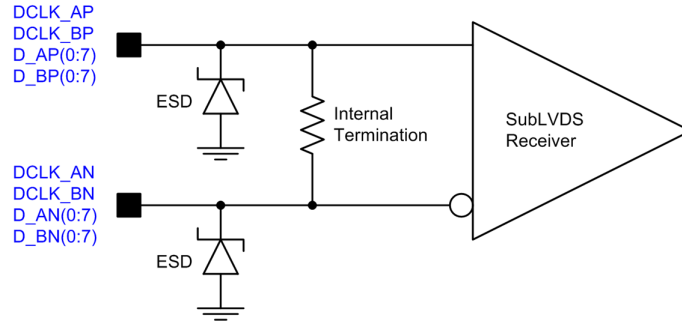 DCLK_AP
DCLK_BP
D_AP(0:7)
D_BP(0:7)
ESD
Internal
Termination
SubLVDS
Receiver
DCLK_AN
DCLK_BN
D_AN(0:7)
D_BN(0:7)
ESD